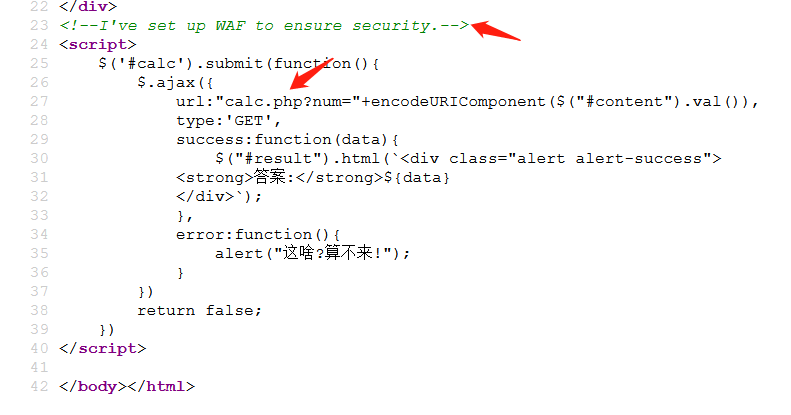 22 </div>
23 <!--I've set up WAF to ensure security.-->
24 <script>
25     $('#calc').submit(function(){
26         $.ajax({
27             url:"calc.php?num="+encodeURIComponent($("#content").val()),
28             type:'GET',
29             success:function(data){
30                 $("#result").html(`<div class="alert alert-success">
31             <strong>答案:</strong>${data}
32             </div>`);
33             },
34             error:function(){
35                 alert("这啥?算不来!");
36             }
37         })
38         return false;
39     })
40 </script>
41
42 </body></html>